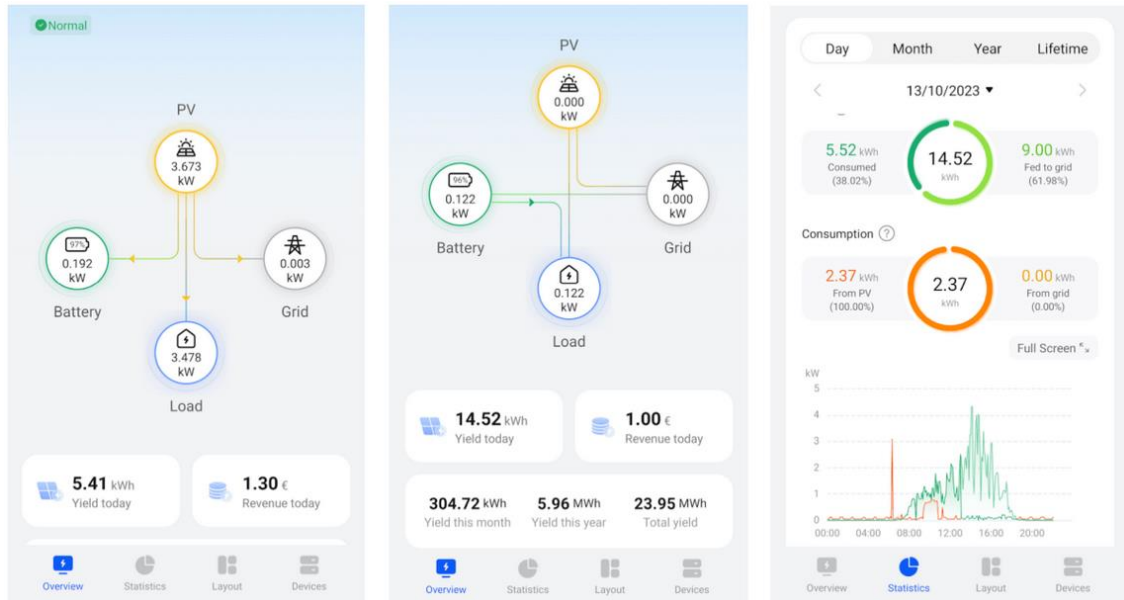 Normal
PV
3.673
kW
97%
0.192
kW
0.003
kW
Battery
Grid
3.478
kW
Load
5.41 kWh
Yield today
1.30 €
Revenue today
Overview
Statistics
Layout
Devices
PV
0.000
kW
96%
0.122
kW
0.000
kW
Battery
Grid
0.122
kW
Load
14.52 kWh
Yield today
1.00 €
Revenue today
304.72 kWh
Yield this month
5.96 MWh
Yield this year
23.95 MWh
Total yield
Overview
Statistics
Layout
Devices
Day
Month
Year
Lifetime
13/10/2023
5.52 kWh
Consumed
(38.02%)
14.52
kWh
9.00 kWh
Fed to grid
(61.98%)
Consumption ?
2.37 kWh
From PV
(100.00%)
2.37
kWh
0.00 kWh
From grid
(0.00%)
Full Screen
kW
5
4
3
2
1
0
00:00 04:00 08:00 12:00 16:00 20:00
Overview
Statistics
Layout
Devices